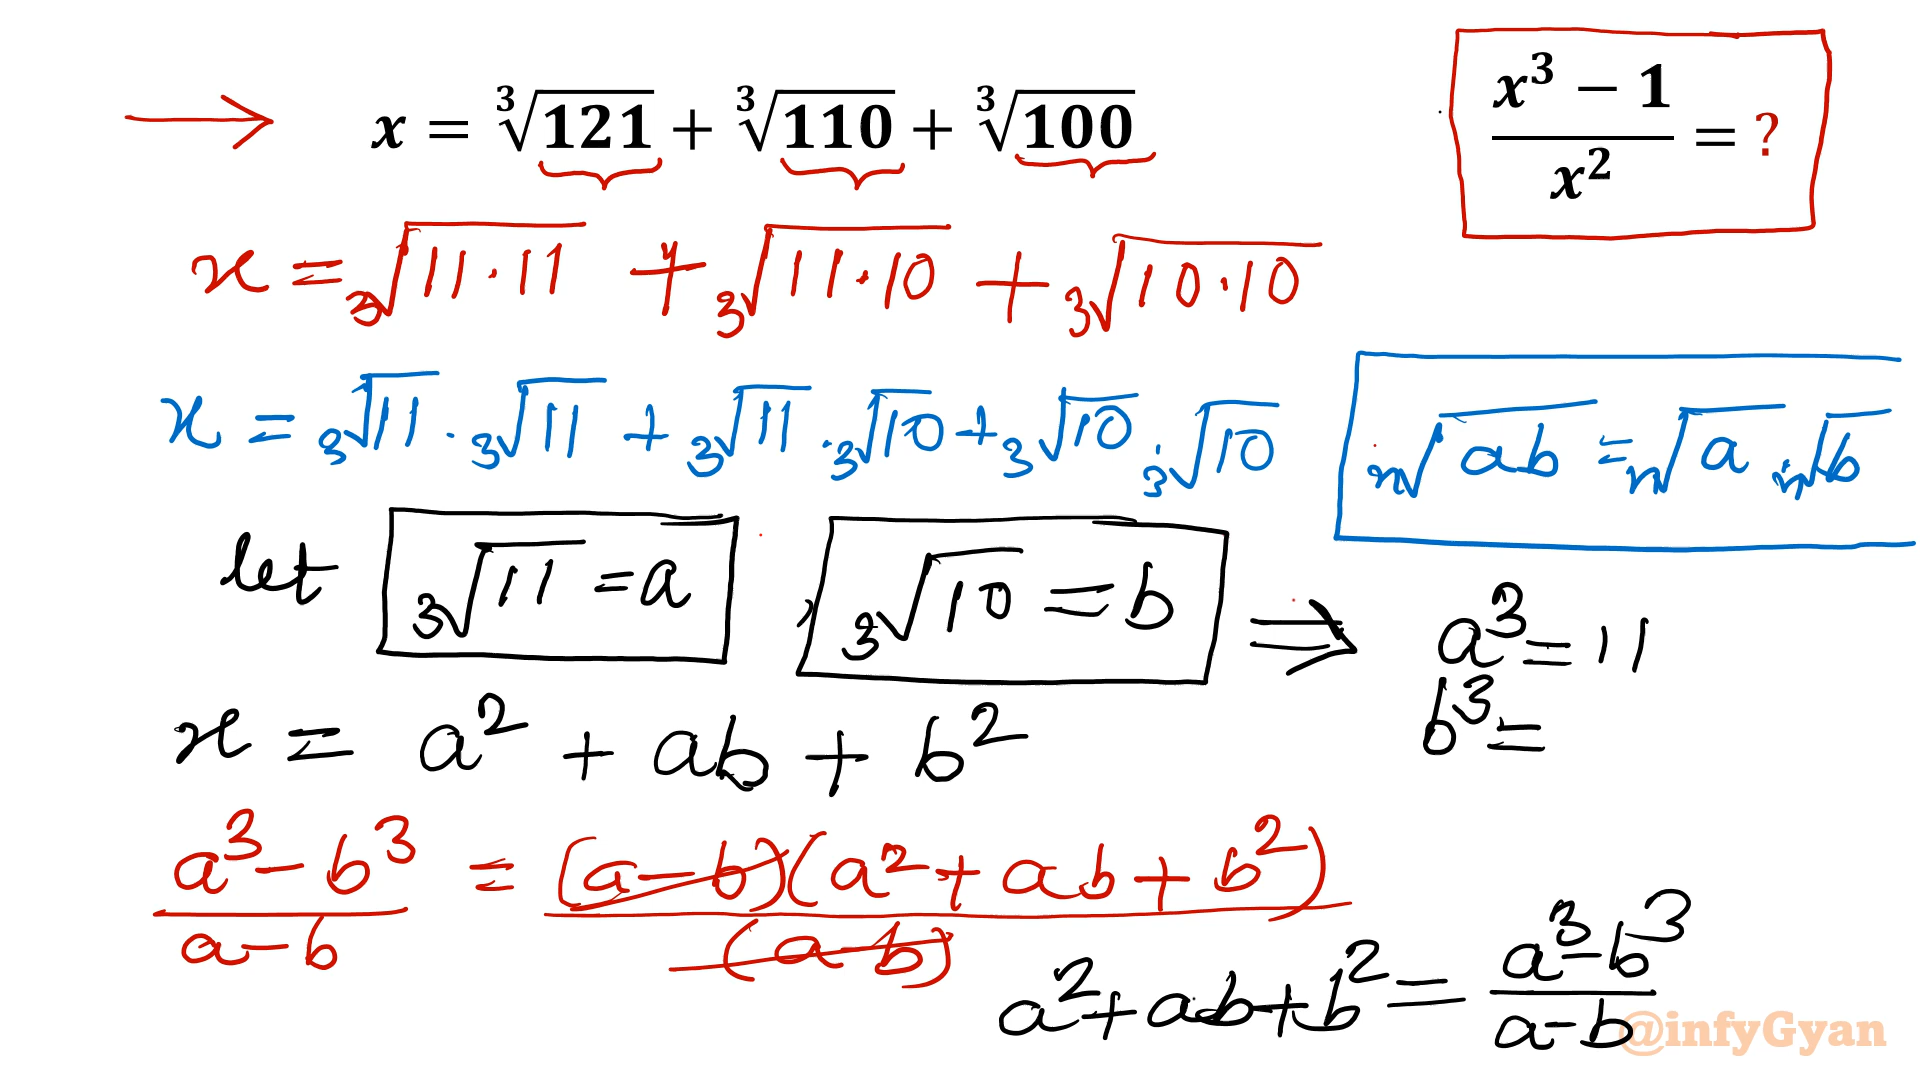 x = ∛121 + ∛110 + ∛100
(x³ − 1)/x² = ?
x = ∛(11·11) + ∛(11·10) + ∛(10·10)
x = ∛11 · ∛11 + ∛11 · ∛10 + ∛10 · ∛10
ⁿ√(ab) = ⁿ√a · ⁿ√b
let ∛11 = a , ∛10 = b ⇒ a³ = 11
b³ =
x = a² + ab + b²
(a³ − b³)/(a − b) = (a − b)(a² + ab + b²)/(a − b)
a² + ab + b² = (a³ − b³)/(a − b)
@infyGyan